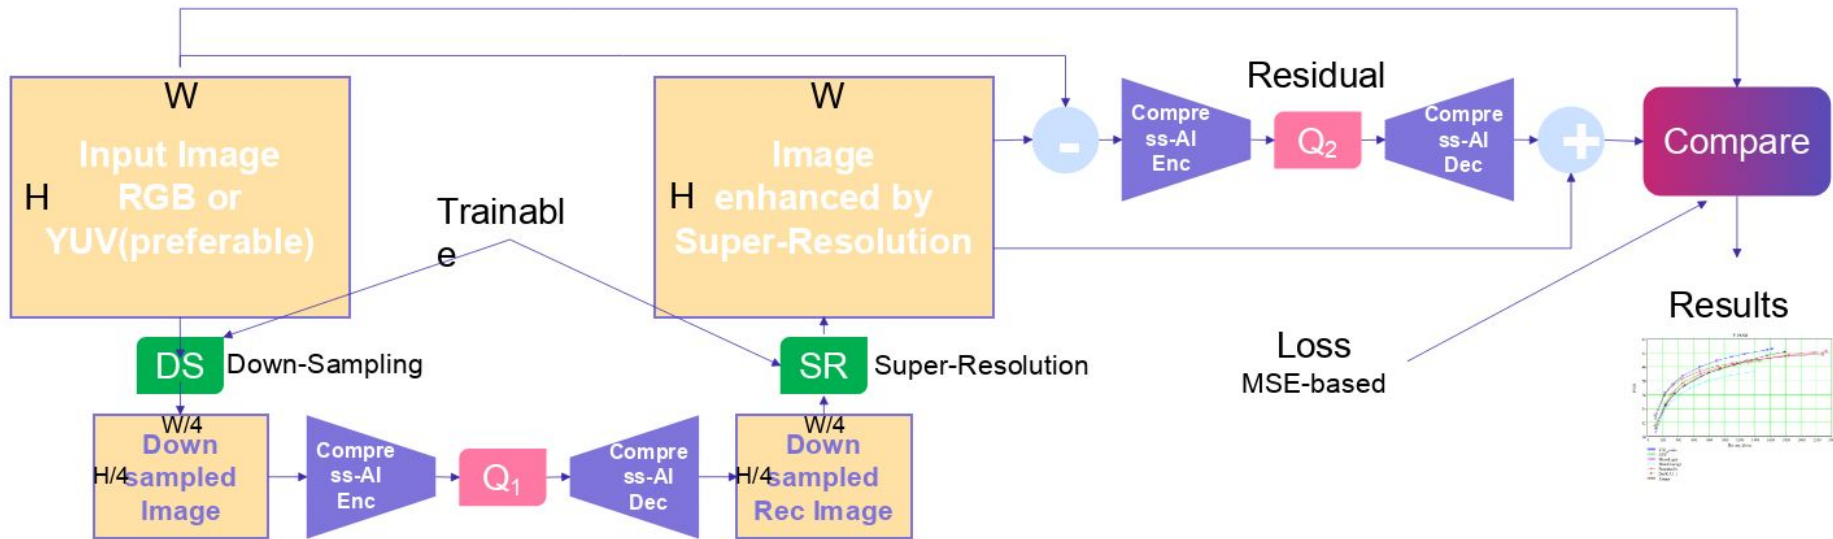 W
Input Image
H
RGB or
YUV(preferable)
Trainabl
e
W
Image
H
enhanced by
Super-Resolution
Residual
-
Compre
ss-AI
Enc
Q2
Compre
ss-AI
Dec
+
Compare
DS
Down-Sampling
SR
Super-Resolution
Loss
MSE-based
Results
W/4
Down
H/4
sampled
Image
Compre
ss-AI
Enc
Q1
Compre
ss-AI
Dec
W/4
Down
H/4
sampled
Rec Image